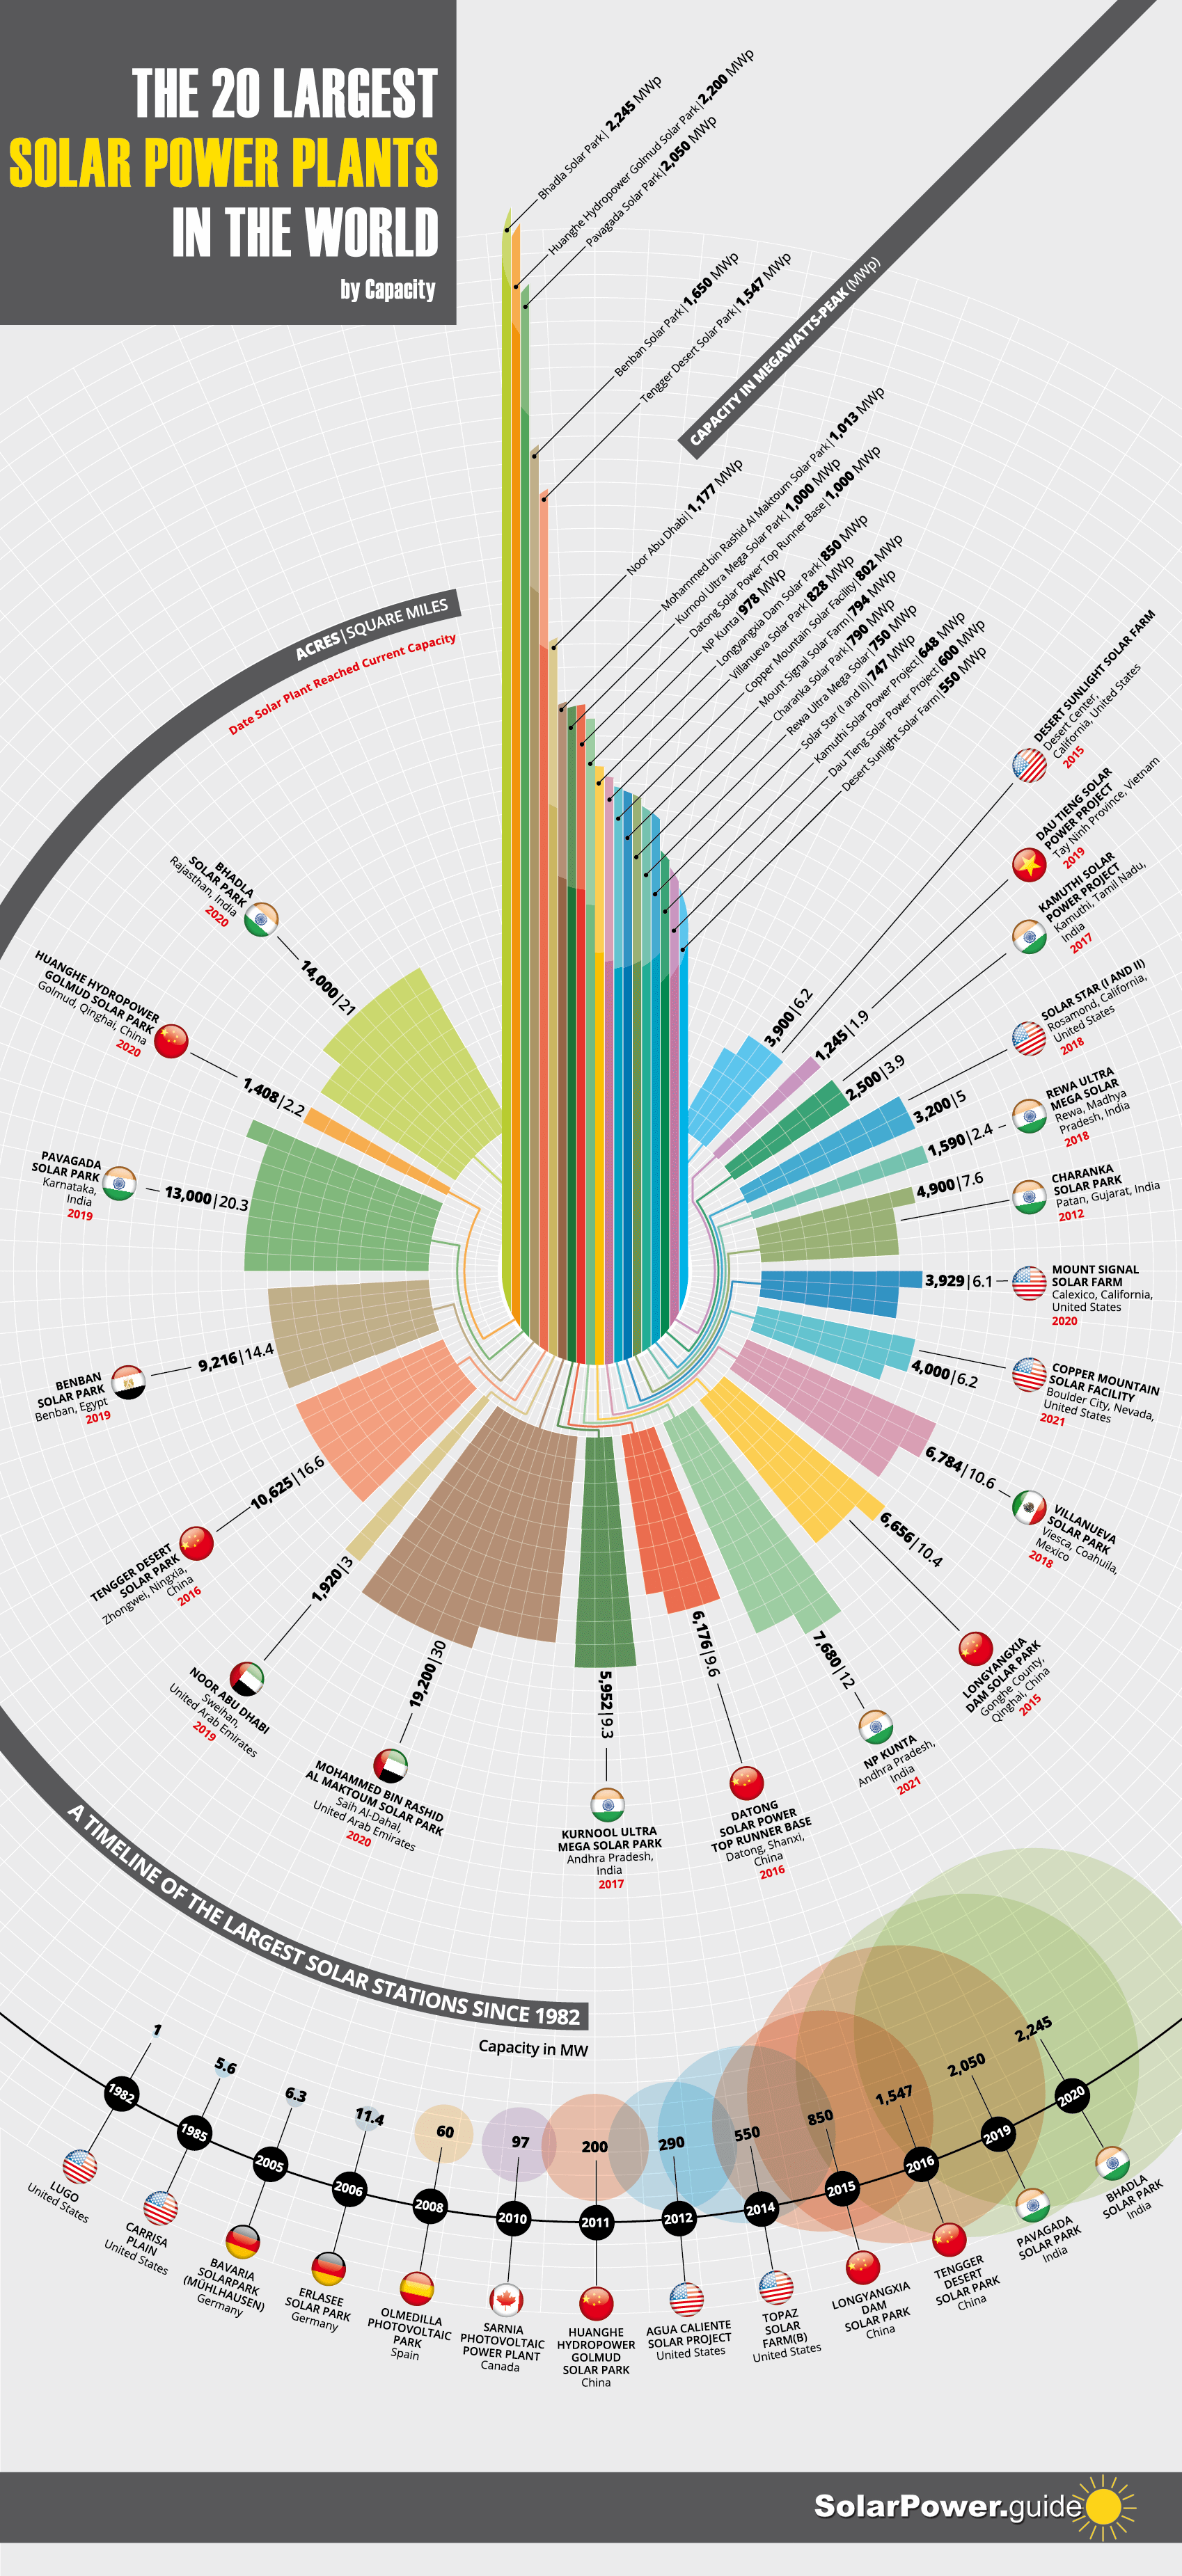 THE 20 LARGEST
SOLAR POWER PLANTS
IN THE WORLD
by Capacity
Bhadla Solar Park| 2,245 MWp
Huanghe Hydropower Golmud Solar Park| 2,200 MWp
Pavagada Solar Park|2,050 MWp
Benban Solar Park|1,650 MWp
Tengger Desert Solar Park|1,547 MWp
CAPACITY IN MEGAWATTS-PEAK (MWp)
Noor Abu Dhabi|1,177 MWp
Mohammed bin Rashid Al Maktoum Solar Park|1,013 MWp
Kurnool Ultra Mega Solar Park|1,000 MWp
Datong Solar Power Top Runner Base|1,000 MWp
NP Kunta|978 MWp
Longyangxia Dam Solar Park|850 MWp
Villanueva Solar Park|828 MWp
Copper Mountain Solar Facility|802 MWp
Mount Signal Solar Farm|794 MWp
Charanka Solar Park|790 MWp
Rewa Ultra Mega Solar|750 MWp
Solar Star (I and II)|747 MWp
Kamuthi Solar Power Project|648 MWp
Dau Tieng Solar Power Project|600 MWp
Desert Sunlight Solar Farm|550 MWp
ACRES|SQUARE MILES
Date Solar Plant Reached Current Capacity
BHADLA
SOLAR PARK
Rajasthan, India
2020
14,000|21
HUANGHE HYDROPOWER
GOLMUD SOLAR PARK
Golmud, Qinghai, China
2020
1,408|2.2
PAVAGADA
SOLAR PARK
Karnataka,
India
2019
13,000|20.3
BENBAN
SOLAR PARK
Benban, Egypt
2019
9,216|14.4
TENGGER DESERT
SOLAR PARK
Zhongwei, Ningxia,
China
2016
10,625|16.6
NOOR ABU DHABI
Sweihan,
United Arab Emirates
2019
1,920|3
MOHAMMED BIN RASHID
AL MAKTOUM SOLAR PARK
Saih Al-Dahal,
United Arab Emirates
2020
19,200|30
5,952|9.3
KURNOOL ULTRA
MEGA SOLAR PARK
Andhra Pradesh,
India
2017
6,176|9.6
DATONG
SOLAR POWER
TOP RUNNER BASE
Datong, Shanxi,
China
2016
7,680|12
NP KUNTA
Andhra Pradesh,
India
2021
6,656|10.4
LONGYANGXIA
DAM SOLAR PARK
Gonghe County,
Qinghai, China
2015
6,784|10.6
VILLANUEVA
SOLAR PARK
Viesca, Coahuila,
Mexico
2018
4,000|6.2
COPPER MOUNTAIN
SOLAR FACILITY
Boulder City, Nevada,
United States
2021
3,929|6.1
MOUNT SIGNAL
SOLAR FARM
Calexico, California,
United States
2020
4,900|7.6
CHARANKA
SOLAR PARK
Patan, Gujarat, India
2012
1,590|2.4
REWA ULTRA
MEGA SOLAR
Rewa, Madhya
Pradesh, India
2018
3,200|5
SOLAR STAR (I AND II)
Rosamond, California,
United States
2018
2,500|3.9
KAMUTHI SOLAR
POWER PROJECT
Kamuthi, Tamil Nadu,
India
2017
1,245|1.9
DAU TIENG SOLAR
POWER PROJECT
Tay Ninh Province, Vietnam
2019
3,900|6.2
DESERT SUNLIGHT SOLAR FARM
Desert Center,
California, United States
2015
A TIMELINE OF THE LARGEST SOLAR STATIONS SINCE 1982
Capacity in MW
1
1982
LUGO
United States
5.6
1985
CARRISA
PLAIN
United States
6.3
2005
BAVARIA
SOLARPARK
(MÜHLHAUSEN)
Germany
11.4
2006
ERLASEE
SOLAR PARK
Germany
60
2008
OLMEDILLA
PHOTOVOLTAIC
PARK
Spain
97
2010
SARNIA
PHOTOVOLTAIC
POWER PLANT
Canada
200
2011
HUANGHE
HYDROPOWER
GOLMUD
SOLAR PARK
China
290
2012
AGUA CALIENTE
SOLAR PROJECT
United States
550
2014
TOPAZ
SOLAR
FARM(B)
United States
850
2015
LONGYANGXIA
DAM
SOLAR PARK
China
1,547
2016
TENGGER
DESERT
SOLAR PARK
China
2,050
2019
PAVAGADA
SOLAR PARK
India
2,245
2020
BHADLA
SOLAR PARK
India
SolarPower.guide